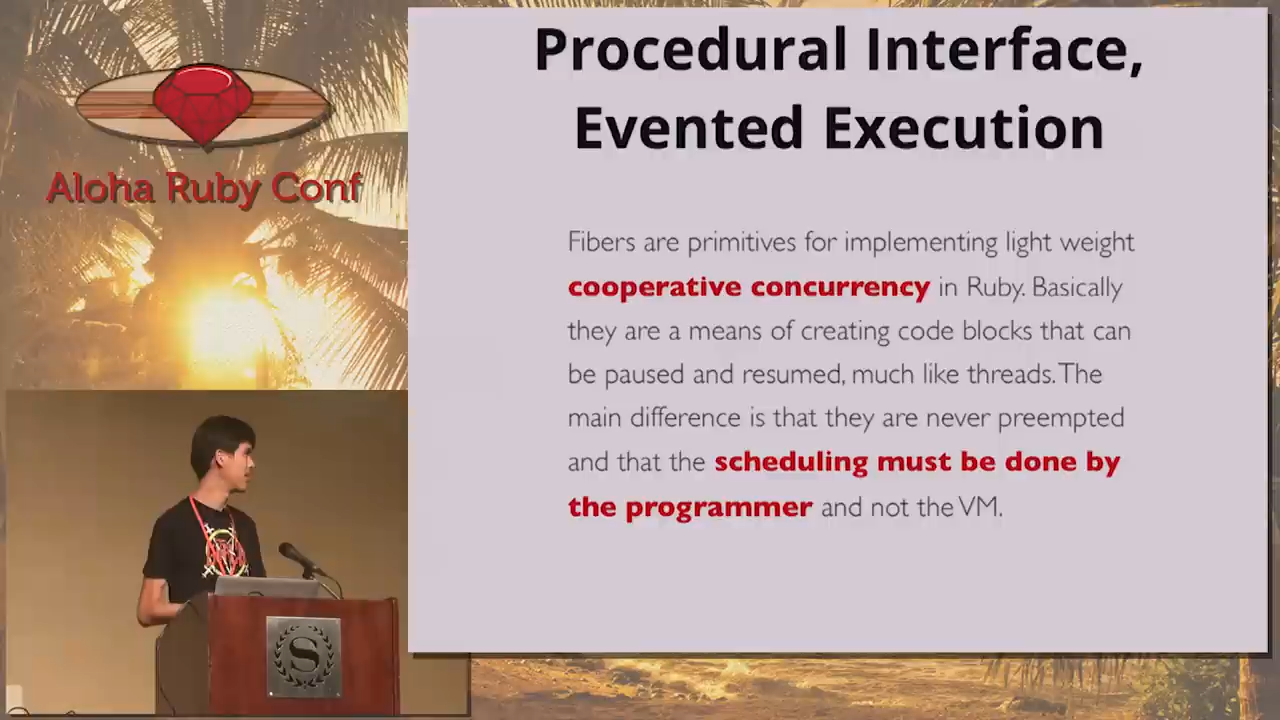 Procedural Interface,
Evented Execution
Aloha Ruby Conf
Fibers are primitives for implementing light weight
cooperative concurrency in Ruby. Basically
they are a means of creating code blocks that can
be paused and resumed, much like threads. The
main difference is that they are never preempted
and that the scheduling must be done by
the programmer and not the VM.
S